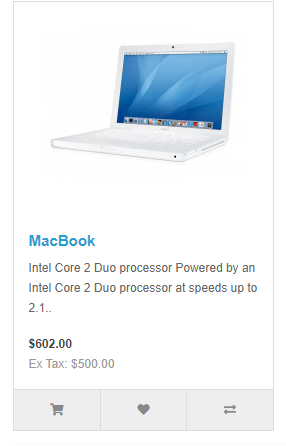 MacBook
Intel Core 2 Duo processor Powered by an
Intel Core 2 Duo processor at speeds up to
2.1..
$602.00
Ex Tax: $500.00